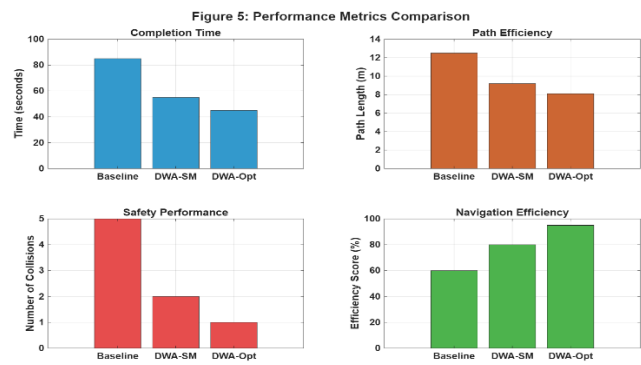 Figure 5: Performance Metrics Comparison
Completion Time
Time (seconds)
100
80
60
40
20
0
Baseline DWA-SM DWA-Opt
Path Efficiency
Path Length (m)
14
12
10
8
6
4
2
0
Baseline DWA-SM DWA-Opt
Safety Performance
Number of Collisions
5
4
3
2
1
0
Baseline DWA-SM DWA-Opt
Navigation Efficiency
Efficiency Score (%)
100
80
60
40
20
0
Baseline DWA-SM DWA-Opt